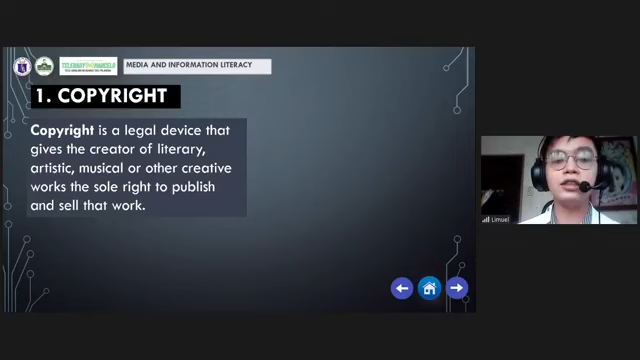 MEDIA AND INFORMATION LITERACY
1. COPYRIGHT
Copyright is a legal device that
gives the creator of literary,
artistic, musical or other creative
works the sole right to publish
and sell that work.
Limuel